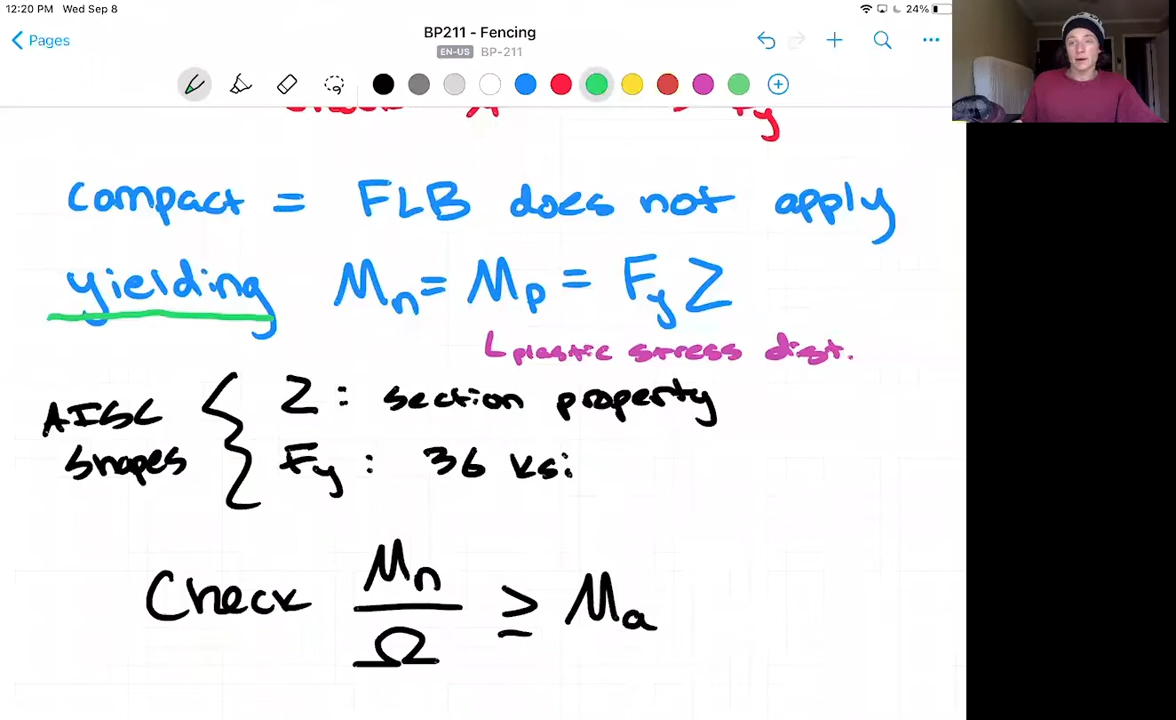 12:20 PM Wed Sep 8
24%
Pages
BP211 - Fencing
EN-US BP-211
Fy
compact = FLB does not apply
yielding Mn = Mp = Fy Z
plastic stress dist.
AISC shapes { Z : section property
Fy : 36 ksi
Check Mn / Ω ≥ Ma